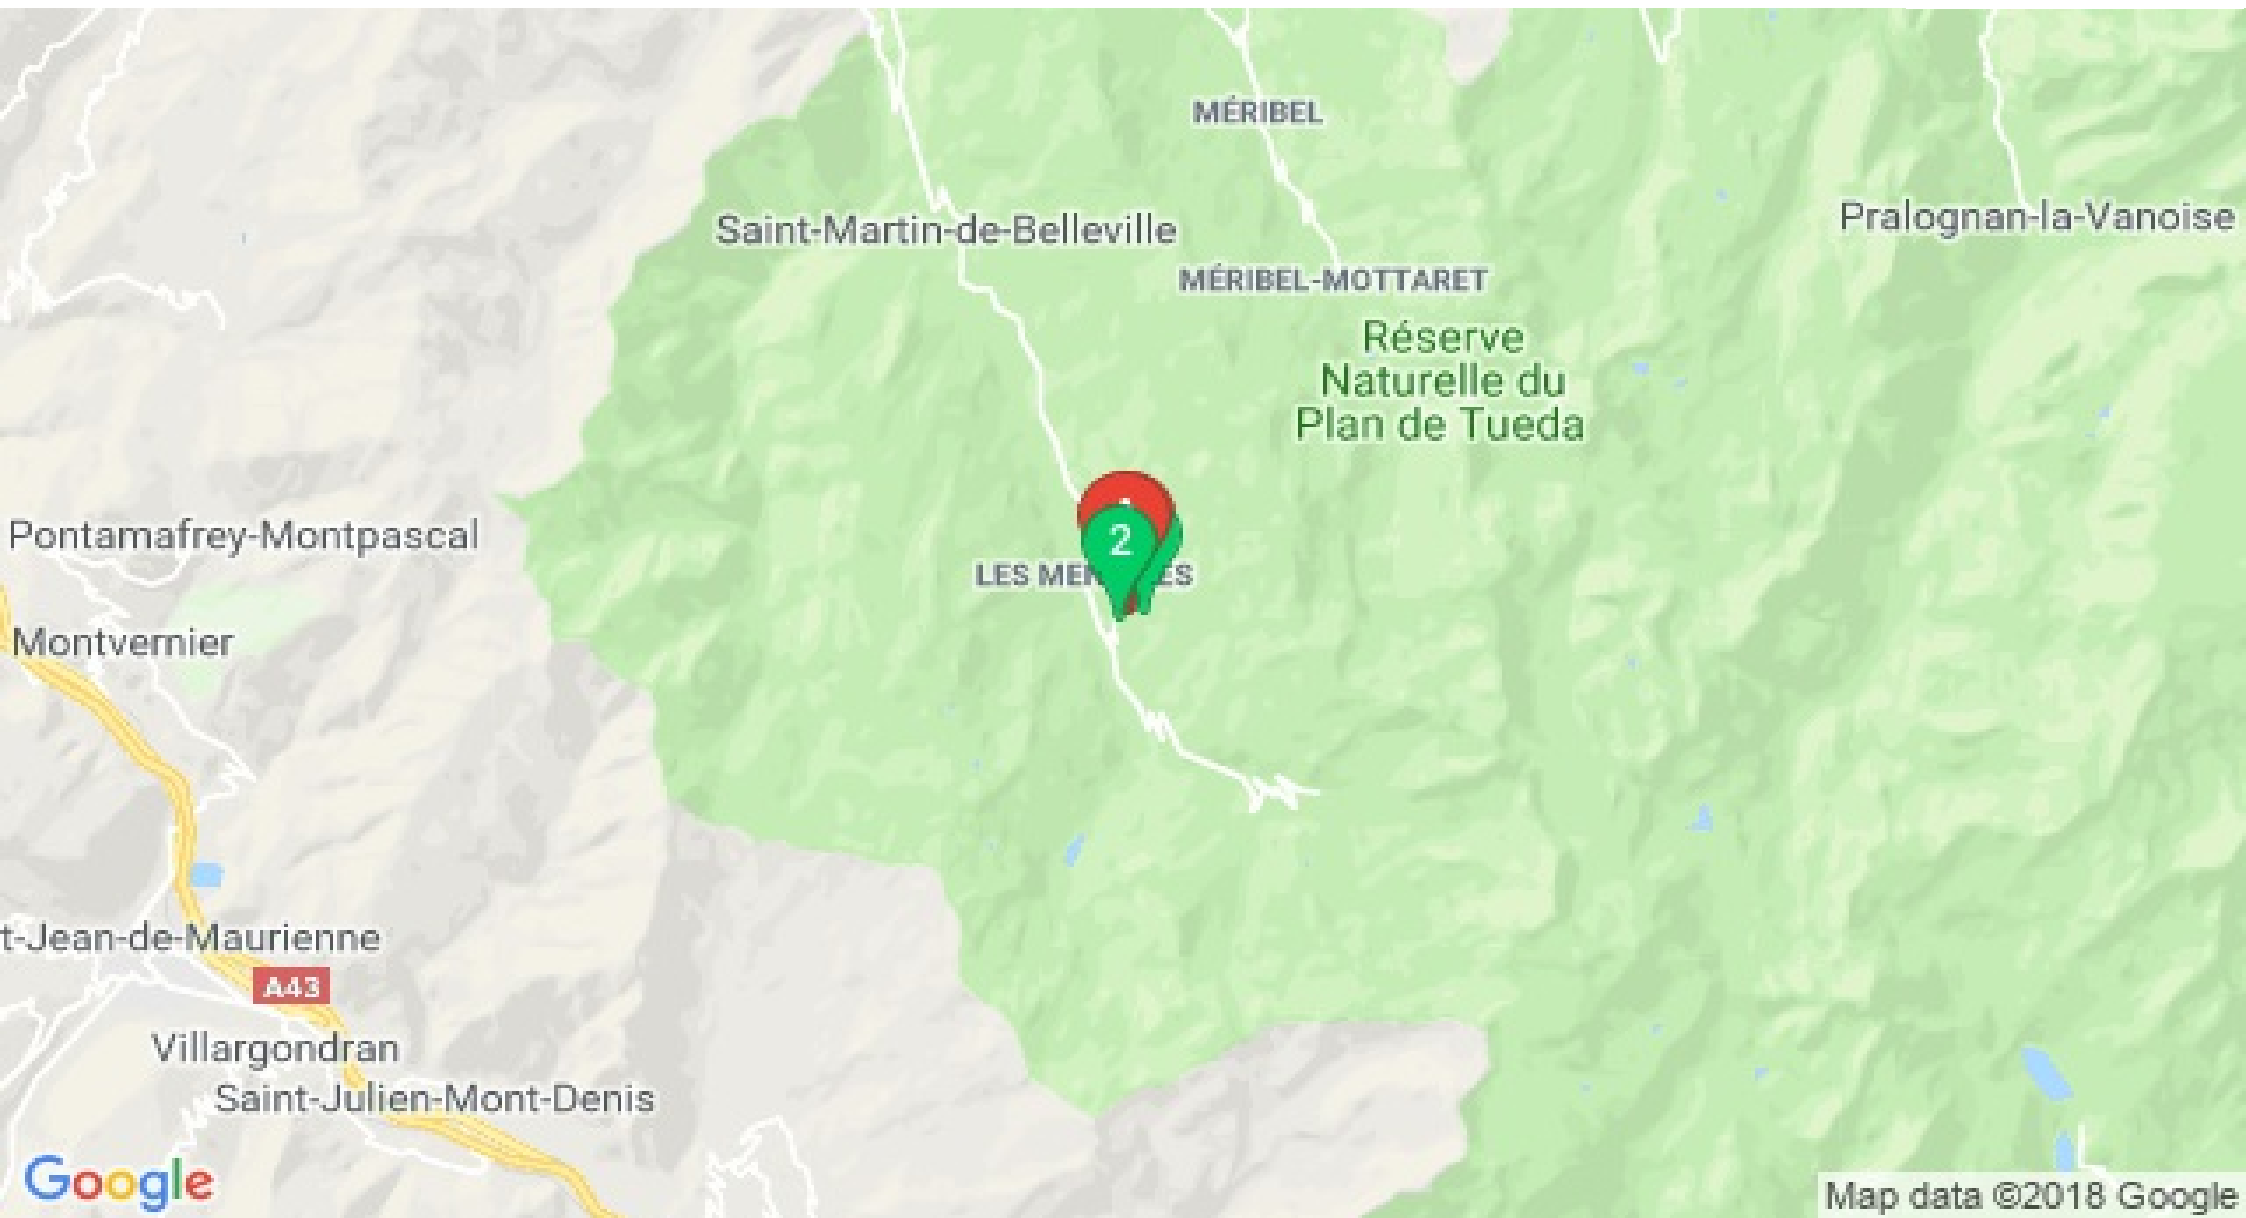 MÉRIBEL
Saint-Martin-de-Belleville
Pralognan-la-Vanoise
MÉRIBEL-MOTTARET
Réserve
Naturelle du
Plan de Tueda
Pontamafrey-Montpascal
2
LES
Montvernier
t-Jean-de-Maurienne
A43
Villargondran
Saint-Julien-Mont-Denis
Google
Map data ©2018 Google